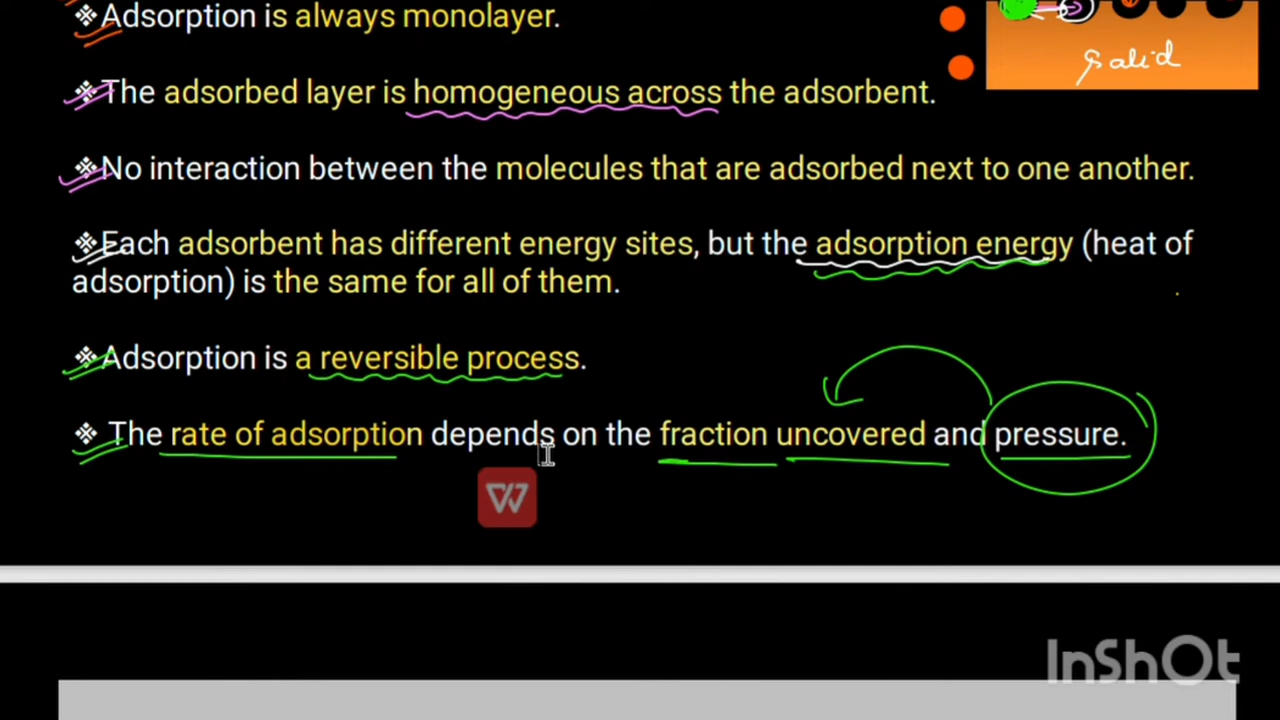 ❖Adsorption is always monolayer.
Solid
❖The adsorbed layer is homogeneous across the adsorbent.
❖No interaction between the molecules that are adsorbed next to one another.
❖Each adsorbent has different energy sites, but the adsorption energy (heat of
adsorption) is the same for all of them.
❖Adsorption is a reversible process.
❖ The rate of adsorption depends on the fraction uncovered and pressure.
W
InShOt